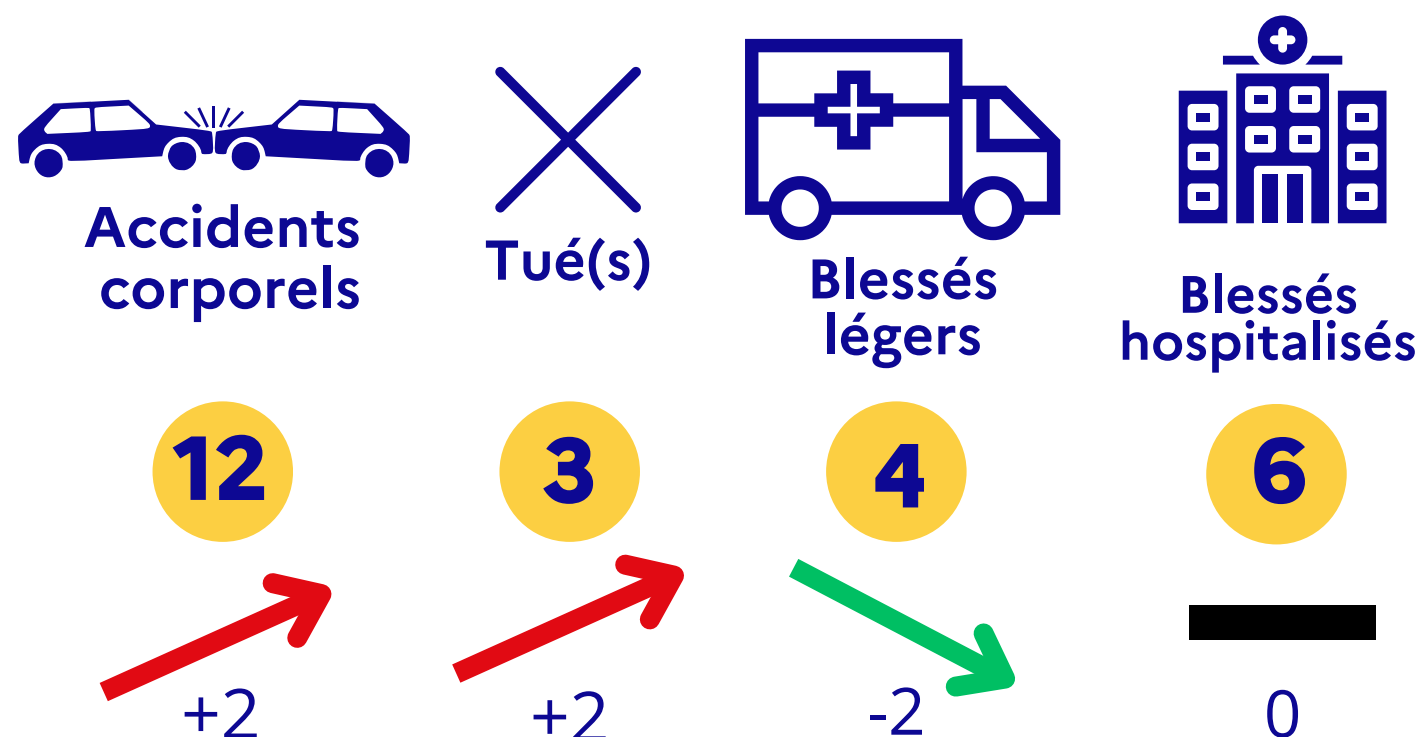 Accidents
corporels
Tué(s)
Blessés
légers
Blessés
hospitalisés
12
3
4
6
+2
+2
-2
0